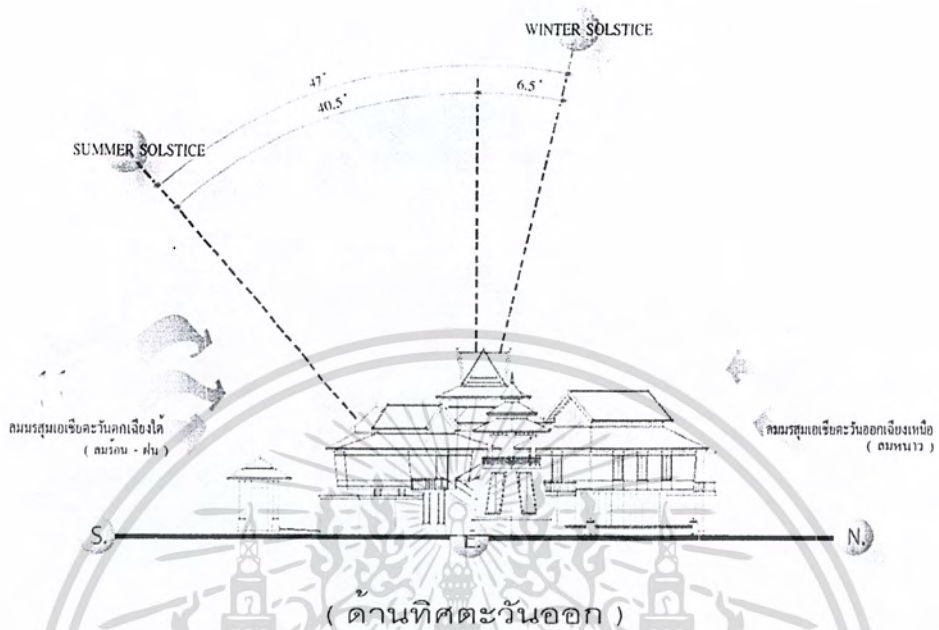 WINTER SOLSTICE
47°
6.5°
40.5°
SUMMER SOLSTICE
ลมมรสุมเอเชียตะวันตกเฉียงใต้
( ลมร้อน - ฝน )
ลมมรสุมเอเชียตะวันออกเฉียงเหนือ
( ลมหนาว )
S.
E.
N.
( ด้านทิศตะวันออก )